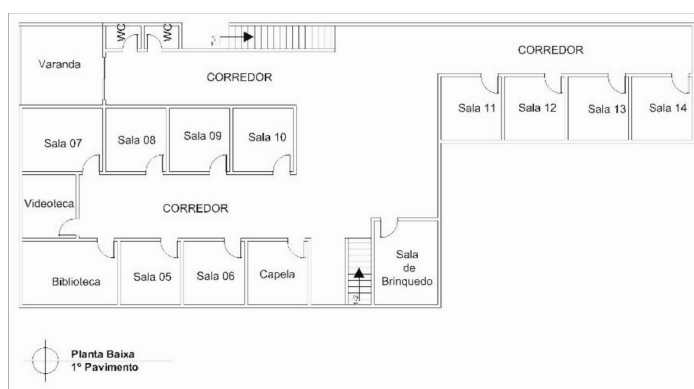 WC
WC
Varanda
CORREDOR
CORREDOR
Sala 11
Sala 12
Sala 13
Sala 14
Sala 07
Sala 08
Sala 09
Sala 10
Videoteca
CORREDOR
Biblioteca
Sala 05
Sala 06
Capela
Sala
de
Brinquedo
Planta Baixa
1º Pavimento